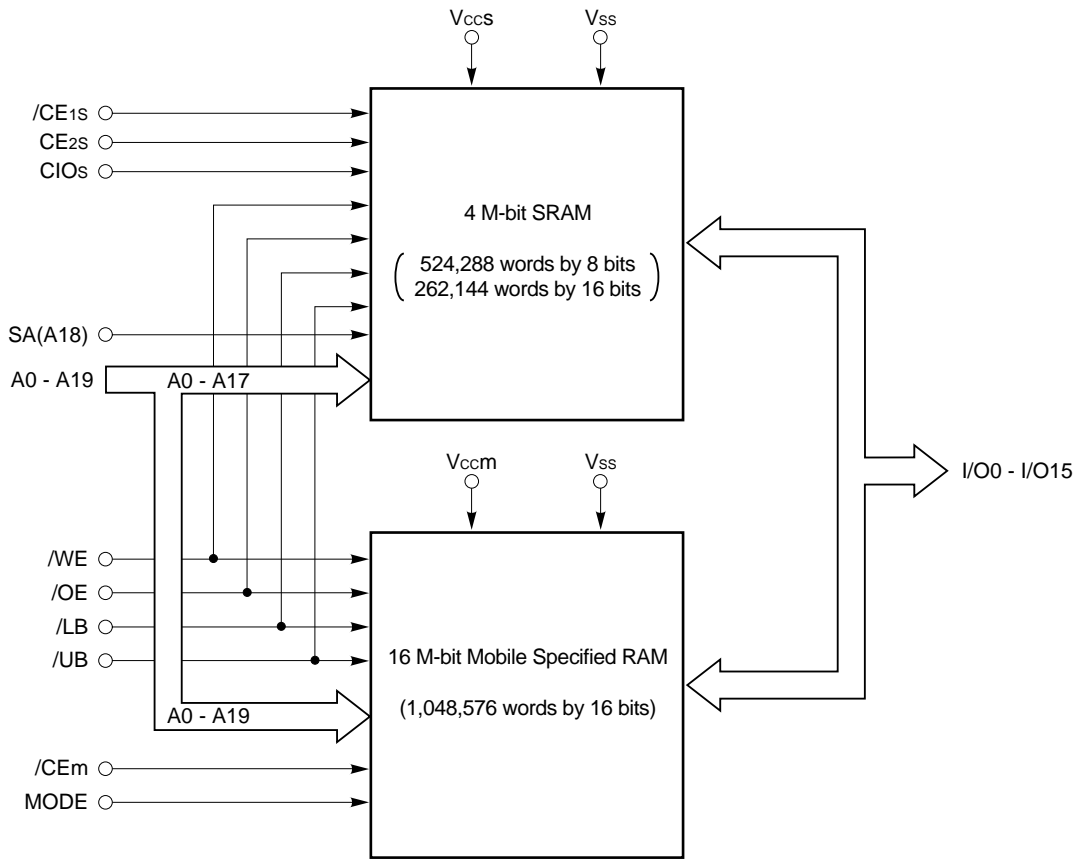 VCCS VSS
/CE1S
CE2S
CIOS
4 M-bit SRAM
524,288 words by 8 bits
262,144 words by 16 bits
SA(A18)
A0 - A19
A0 - A17
VCCm VSS
I/O0 - I/O15
/WE
/OE
/LB
/UB
16 M-bit Mobile Specified RAM
(1,048,576 words by 16 bits)
A0 - A19
/CEm
MODE